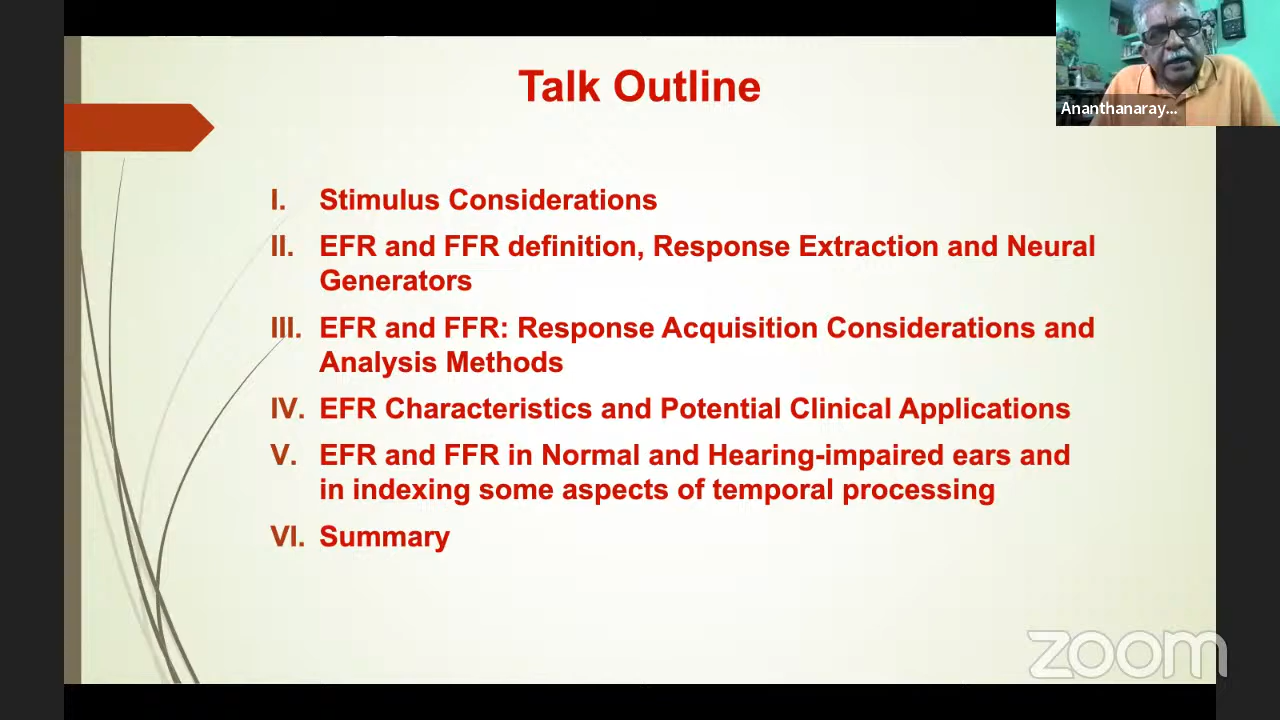 Talk Outline
Ananthanaray...
I. Stimulus Considerations
II. EFR and FFR definition, Response Extraction and Neural
Generators
III. EFR and FFR: Response Acquisition Considerations and
Analysis Methods
IV. EFR Characteristics and Potential Clinical Applications
V. EFR and FFR in Normal and Hearing-impaired ears and
in indexing some aspects of temporal processing
VI. Summary
zoom